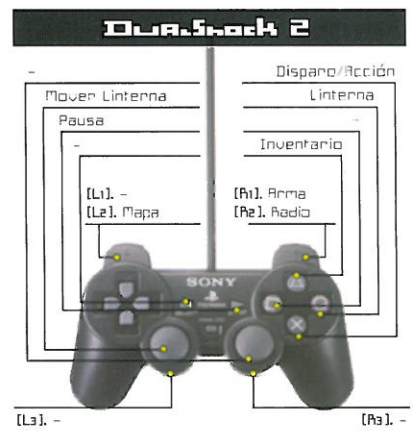 DualShock 2
- Disparo/Acción
Mover Linterna Linterna
Pausa -
- Inventario
[L1]. - [R1]. Arma
[L2]. Mapa [R2]. Radio
SONY
[L3]. - [R3]. -